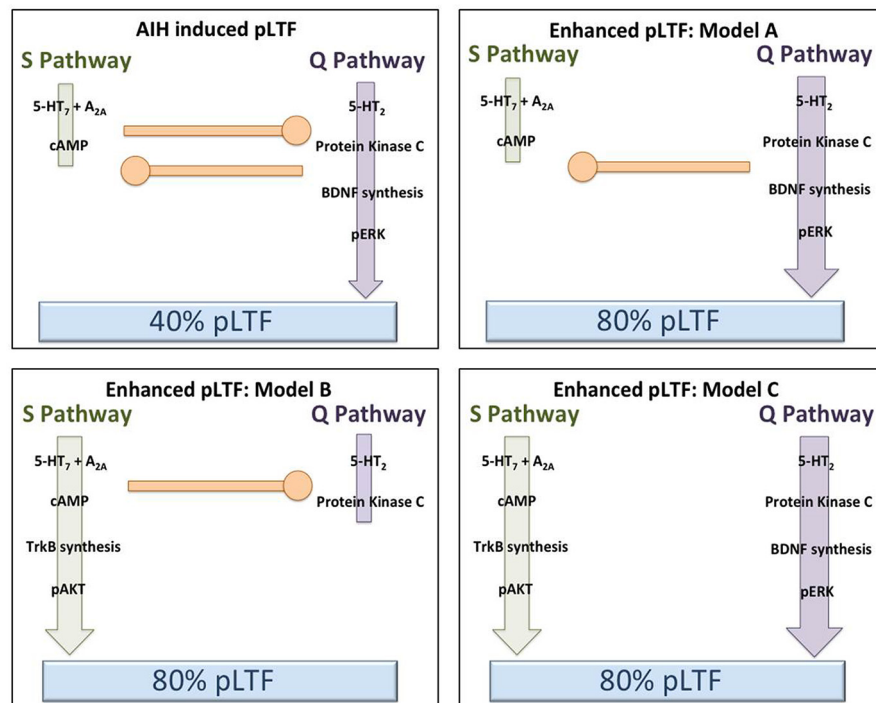 AIH induced pLTF
S Pathway
Q Pathway
5-HT₇ + A₂A
5-HT₂
cAMP
Protein Kinase C
BDNF synthesis
pERK
40% pLTF
Enhanced pLTF: Model A
S Pathway
Q Pathway
5-HT₇ + A₂A
5-HT₂
cAMP
Protein Kinase C
BDNF synthesis
pERK
80% pLTF
Enhanced pLTF: Model B
S Pathway
Q Pathway
5-HT₇ + A₂A
5-HT₂
cAMP
Protein Kinase C
TrkB synthesis
pAKT
80% pLTF
Enhanced pLTF: Model C
S Pathway
Q Pathway
5-HT₇ + A₂A
5-HT₂
cAMP
Protein Kinase C
TrkB synthesis
BDNF synthesis
pAKT
pERK
80% pLTF